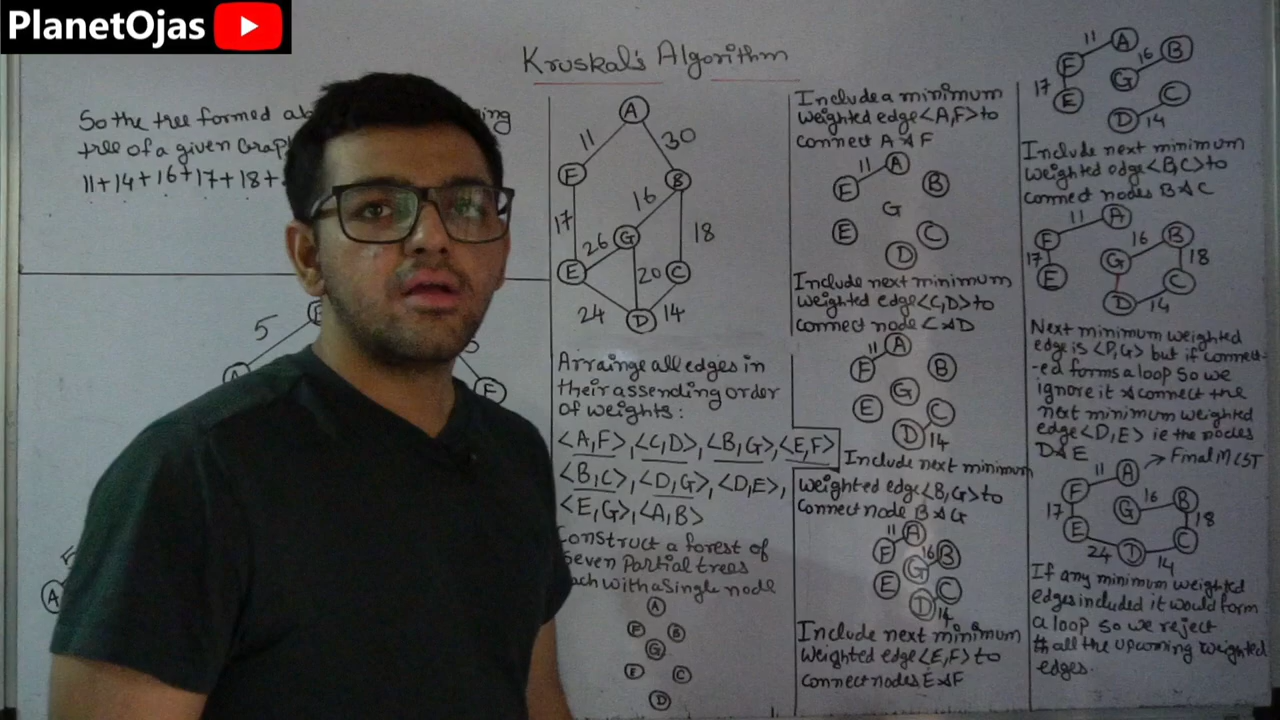 PlanetOjas
Kruskal's Algorithm
So the tree formed
tree of a given
11+14+16+17+18+
5
A
F
A
A
11
30
F
B
16
17
G
18
26
E
20
C
24
D
14
Arrainge all edges in
their assending order
of weights:
<A,F>, <C,D>, <B,G>, <E,F>
<B,C>, <D,G>, <D,E>,
<E,G>, <A,B>
Construct a forest of
Seven Partial trees
each with a single node
A
F
B
G
E
C
D
Include a minimum
weighted edge <A,F> to
connect A & F
11
A
F
B
G
E
C
D
Include next minimum
weighted edge <C,D> to
connect node C & D
11
A
F
B
G
E
C
D
14
Include next minimum
weighted edge <B,G> to
connect node B & G
11
A
F
16
B
G
E
C
D
14
Include next minimum
weighted edge <E,F> to
connect nodes E & F
11
A
F
16
B
G
17
E
C
D
14
Include next minimum
weighted edge <B,C> to
connect nodes B & C
11
A
F
16
B
17
G
18
E
C
D
14
Next minimum weighted
edge is <D,G> but if connect-
-ed forms a loop so we
ignore it & connect the
next minimum weighted
edge <D,E> ie the nodes
D & E
Final MCST
11
A
F
16
B
G
17
18
E
C
24
D
14
If any minimum weighted
edges included it would form
a loop so we reject
all the upcoming weighted
edges.